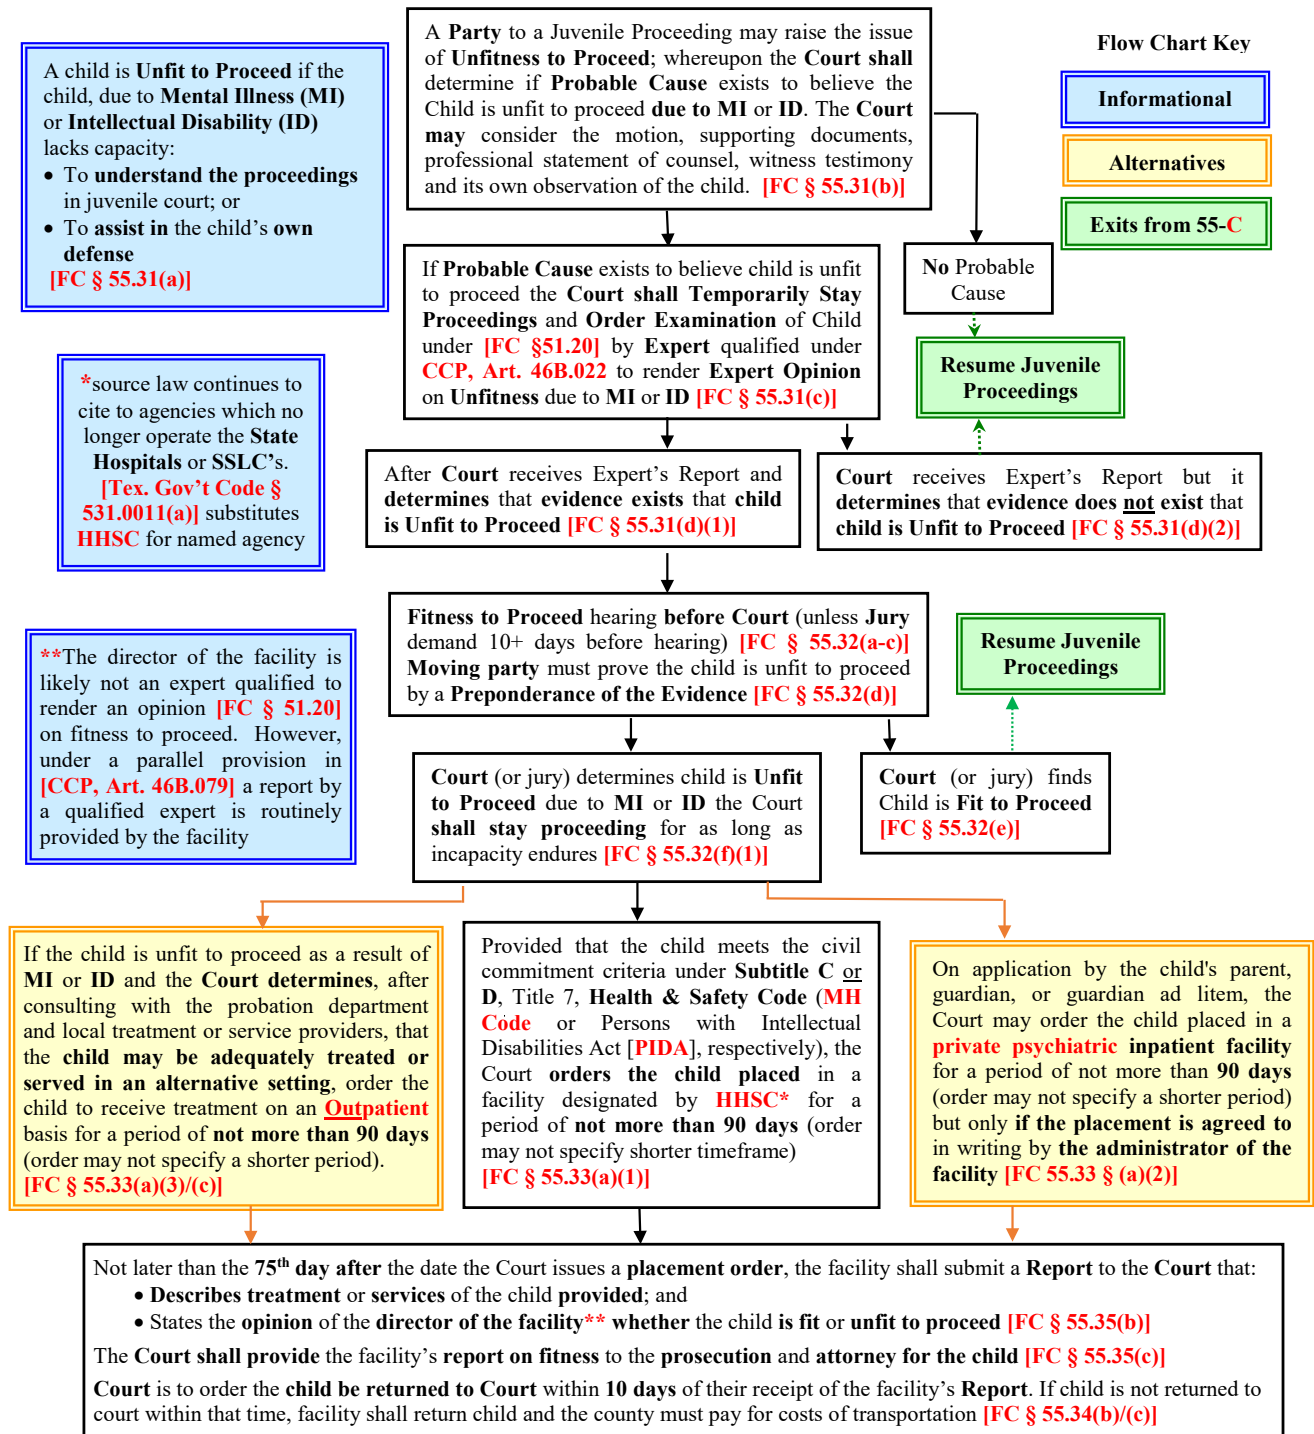 A child is Unfit to Proceed if the
child, due to Mental Illness (MI)
or Intellectual Disability (ID)
lacks capacity:
• To understand the proceedings
in juvenile court; or
• To assist in the child's own
defense
[FC § 55.31(a)]
A Party to a Juvenile Proceeding may raise the issue
of Unfitness to Proceed; whereupon the Court shall
determine if Probable Cause exists to believe the
Child is unfit to proceed due to MI or ID. The Court
may consider the motion, supporting documents,
professional statement of counsel, witness testimony
and its own observation of the child. [FC § 55.31(b)]
Flow Chart Key
Informational
Alternatives
Exits from 55-C
If Probable Cause exists to believe child is unfit
to proceed the Court shall Temporarily Stay
Proceedings and Order Examination of Child
under [FC §51.20] by Expert qualified under
CCP, Art. 46B.022 to render Expert Opinion
on Unfitness due to MI or ID [FC § 55.31(c)]
No Probable
Cause
Resume Juvenile
Proceedings
*source law continues to
cite to agencies which no
longer operate the State
Hospitals or SSLC's.
[Tex. Gov't Code §
531.0011(a)] substitutes
HHSC for named agency
After Court receives Expert's Report and
determines that evidence exists that child
is Unfit to Proceed [FC § 55.31(d)(1)]
Court receives Expert's Report but it
determines that evidence does not exist that
child is Unfit to Proceed [FC § 55.31(d)(2)]
Fitness to Proceed hearing before Court (unless Jury
demand 10+ days before hearing) [FC § 55.32(a-c)]
Moving party must prove the child is unfit to proceed
by a Preponderance of the Evidence [FC § 55.32(d)]
Resume Juvenile
Proceedings
**The director of the facility is
likely not an expert qualified to
render an opinion [FC § 51.20]
on fitness to proceed. However,
under a parallel provision in
[CCP, Art. 46B.079] a report by
a qualified expert is routinely
provided by the facility
Court (or jury) determines child is Unfit
to Proceed due to MI or ID the Court
shall stay proceeding for as long as
incapacity endures [FC § 55.32(f)(1)]
Court (or jury) finds
Child is Fit to Proceed
[FC § 55.32(e)]
If the child is unfit to proceed as a result of
MI or ID and the Court determines, after
consulting with the probation department
and local treatment or service providers, that
the child may be adequately treated or
served in an alternative setting, order the
child to receive treatment on an Outpatient
basis for a period of not more than 90 days
(order may not specify a shorter period).
[FC § 55.33(a)(3)/(c)]
Provided that the child meets the civil
commitment criteria under Subtitle C or
D, Title 7, Health & Safety Code (MH
Code or Persons with Intellectual
Disabilities Act [PIDA], respectively), the
Court orders the child placed in a
facility designated by HHSC* for a
period of not more than 90 days (order
may not specify shorter timeframe)
[FC § 55.33(a)(1)]
On application by the child's parent,
guardian, or guardian ad litem, the
Court may order the child placed in a
private psychiatric inpatient facility
for a period of not more than 90 days
(order may not specify a shorter period)
but only if the placement is agreed to
in writing by the administrator of the
facility [FC 55.33 § (a)(2)]
Not later than the 75th day after the date the Court issues a placement order, the facility shall submit a Report to the Court that:
• Describes treatment or services of the child provided; and
• States the opinion of the director of the facility** whether the child is fit or unfit to proceed [FC § 55.35(b)]
The Court shall provide the facility's report on fitness to the prosecution and attorney for the child [FC § 55.35(c)]
Court is to order the child be returned to Court within 10 days of their receipt of the facility's Report. If child is not returned to
court within that time, facility shall return child and the county must pay for costs of transportation [FC § 55.34(b)/(c)]